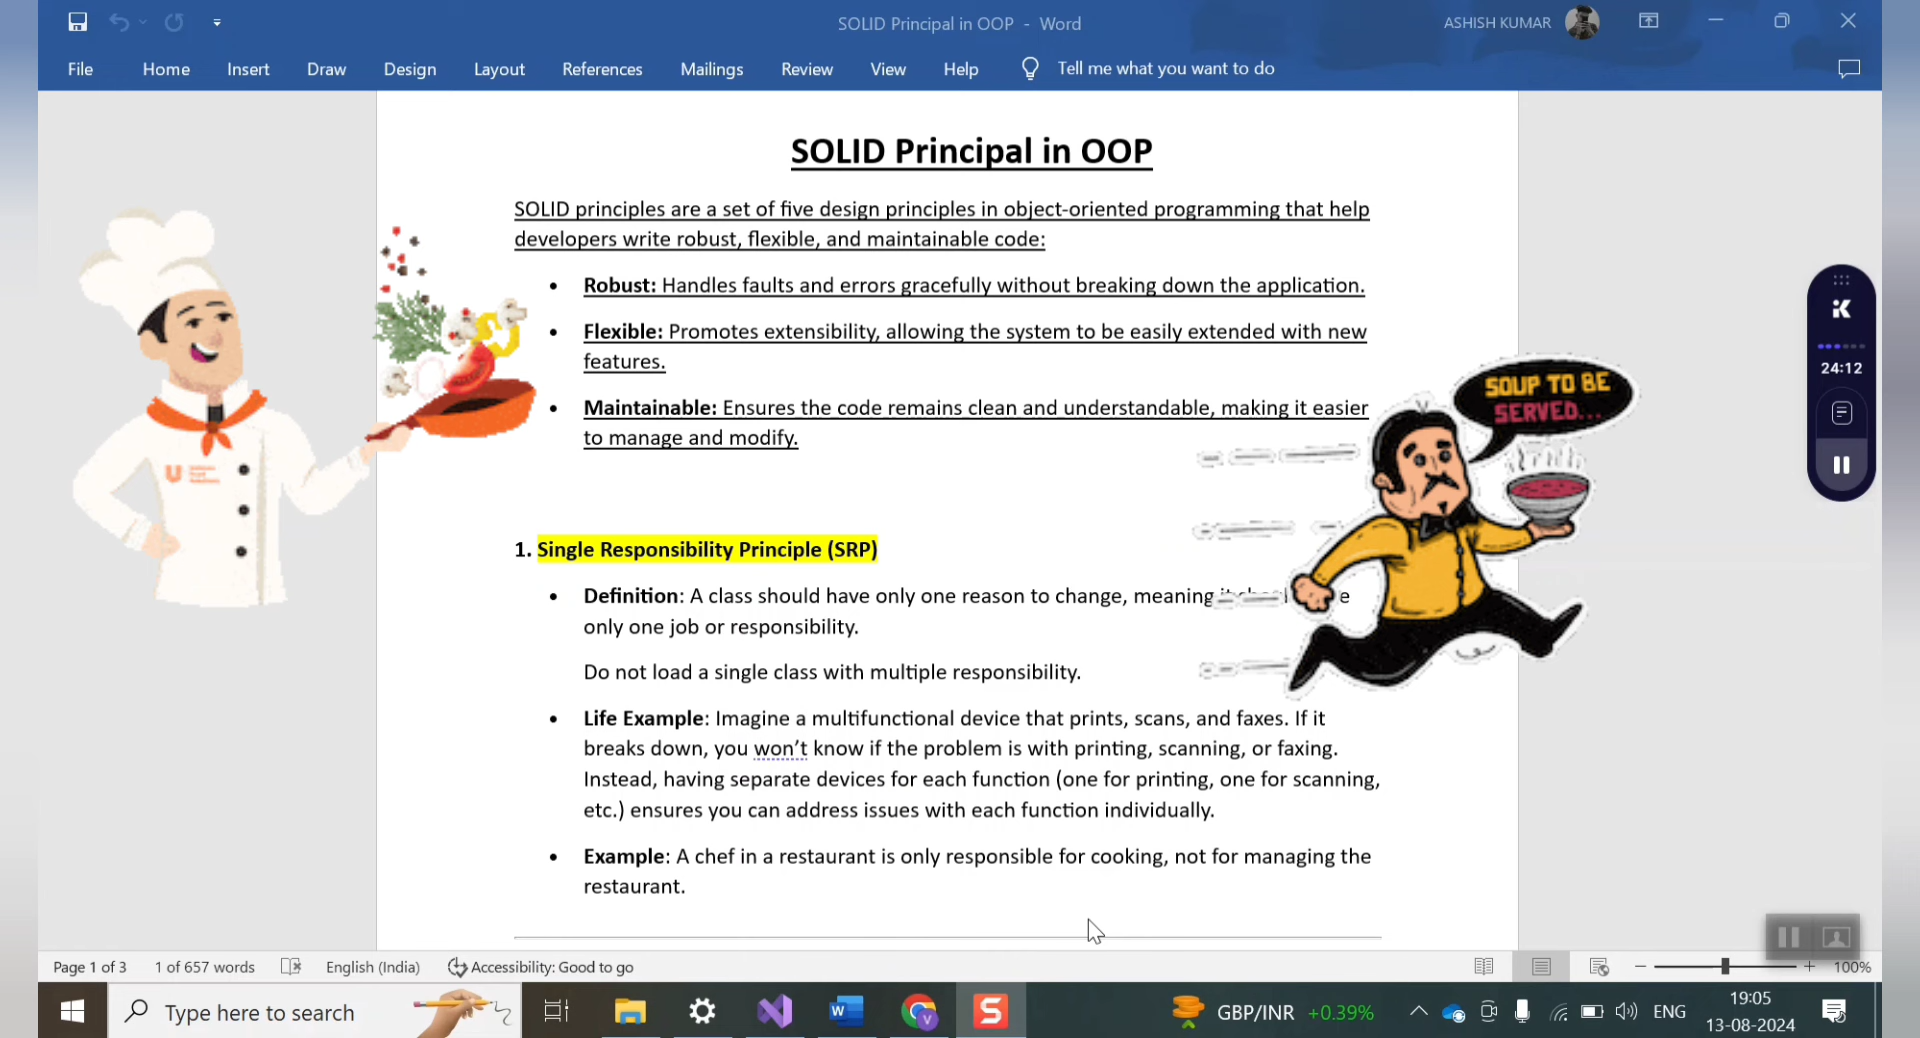 SOLID Principal in OOP - Word
ASHISH KUMAR
File Home Insert Draw Design Layout References Mailings Review View Help Tell me what you want to do
SOLID Principal in OOP
SOLID principles are a set of five design principles in object-oriented programming that help
developers write robust, flexible, and maintainable code:
• Robust: Handles faults and errors gracefully without breaking down the application.
• Flexible: Promotes extensibility, allowing the system to be easily extended with new
features.
• Maintainable: Ensures the code remains clean and understandable, making it easier
to manage and modify.
24:12
SOUP TO BE
SERVED...
1. Single Responsibility Principle (SRP)
• Definition: A class should have only one reason to change, meaning
only one job or responsibility.
Do not load a single class with multiple responsibility.
• Life Example: Imagine a multifunctional device that prints, scans, and faxes. If it
breaks down, you won't know if the problem is with printing, scanning, or faxing.
Instead, having separate devices for each function (one for printing, one for scanning,
etc.) ensures you can address issues with each function individually.
• Example: A chef in a restaurant is only responsible for cooking, not for managing the
restaurant.
Page 1 of 3 1 of 657 words English (India) Accessibility: Good to go 100%
Type here to search
GBP/INR +0.39%
ENG
19:05
13-08-2024